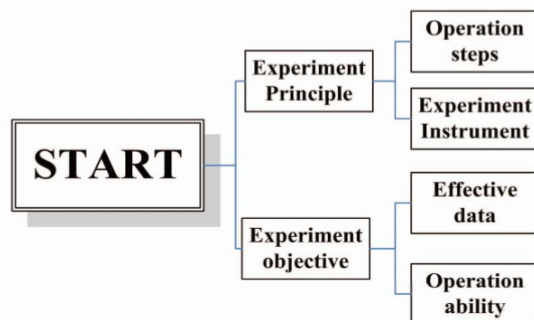 START
Experiment
Principle
Operation
steps
Experiment
Instrument
Experiment
objective
Effective
data
Operation
ability